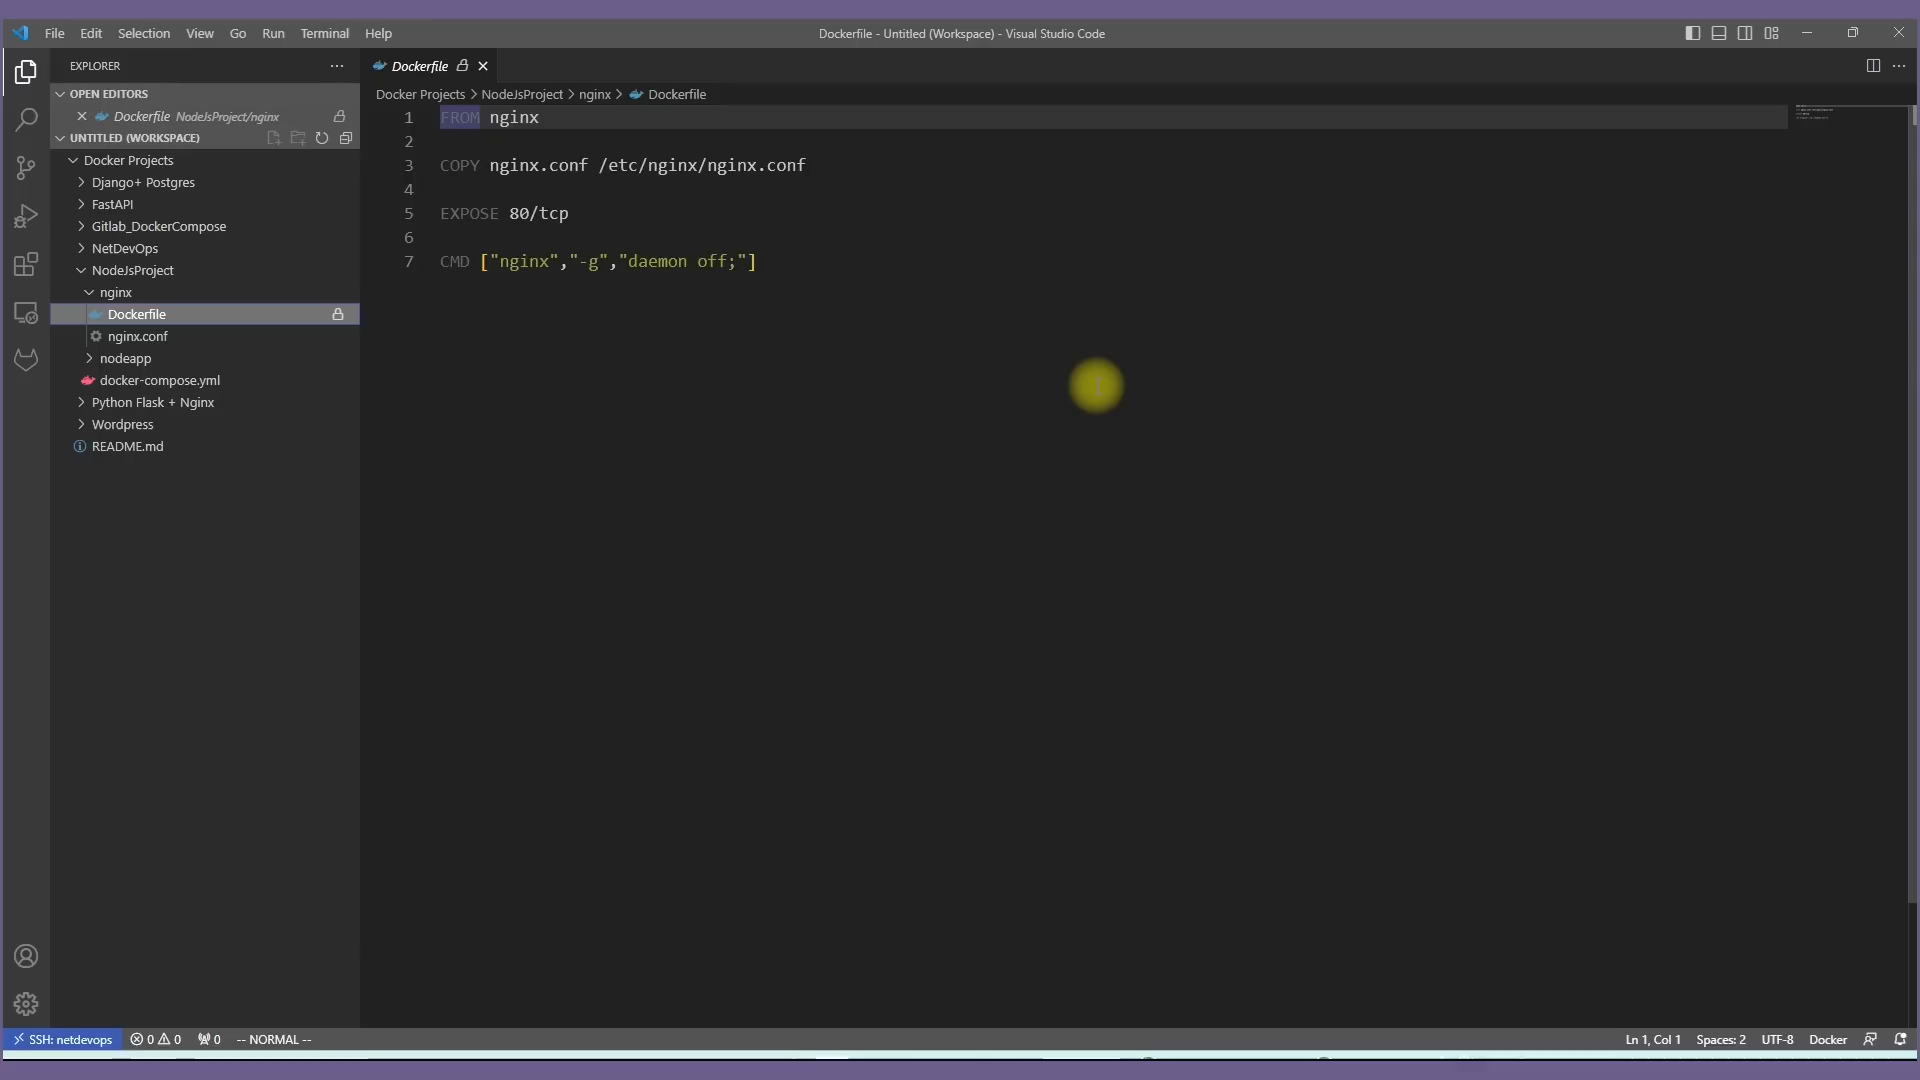 File Edit Selection View Go Run Terminal Help
Dockerfile - Untitled (Workspace) - Visual Studio Code
EXPLORER
OPEN EDITORS
Dockerfile NodeJsProject/nginx
UNTITLED (WORKSPACE)
Docker Projects
Django+ Postgres
FastAPI
Gitlab_DockerCompose
NetDevOps
NodeJsProject
nginx
Dockerfile
nginx.conf
nodeapp
docker-compose.yml
Python Flask + Nginx
Wordpress
README.md
Dockerfile
Docker Projects > NodeJsProject > nginx > Dockerfile
1 FROM nginx
2
3 COPY nginx.conf /etc/nginx/nginx.conf
4
5 EXPOSE 80/tcp
6
7 CMD ["nginx","-g","daemon off;"]
SSH: netdevops 0 0 0 -- NORMAL --
Ln 1, Col 1 Spaces: 2 UTF-8 Docker